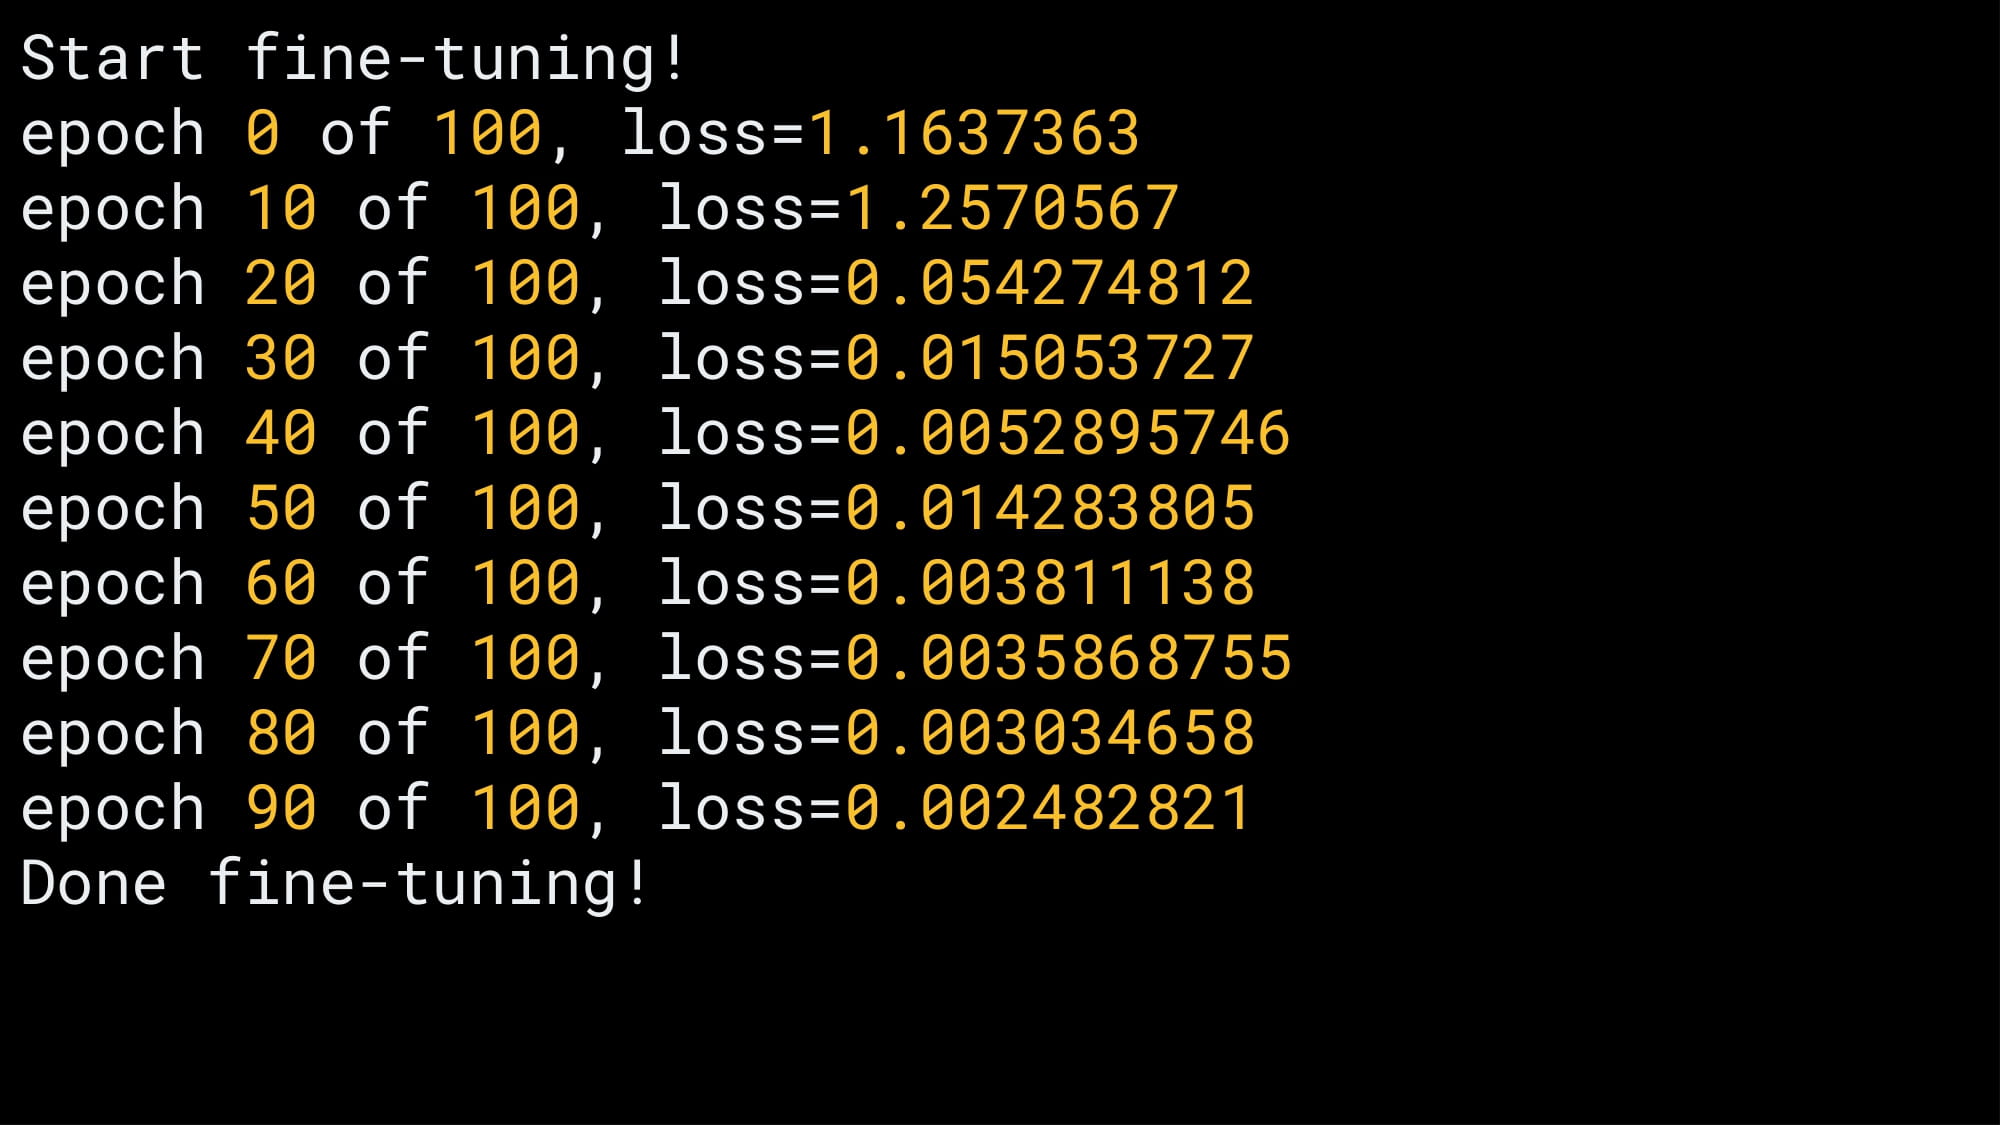 Start fine-tuning!
epoch 0 of 100, loss=1.1637363
epoch 10 of 100, loss=1.2570567
epoch 20 of 100, loss=0.054274812
epoch 30 of 100, loss=0.015053727
epoch 40 of 100, loss=0.0052895746
epoch 50 of 100, loss=0.014283805
epoch 60 of 100, loss=0.003811138
epoch 70 of 100, loss=0.0035868755
epoch 80 of 100, loss=0.003034658
epoch 90 of 100, loss=0.002482821
Done fine-tuning!